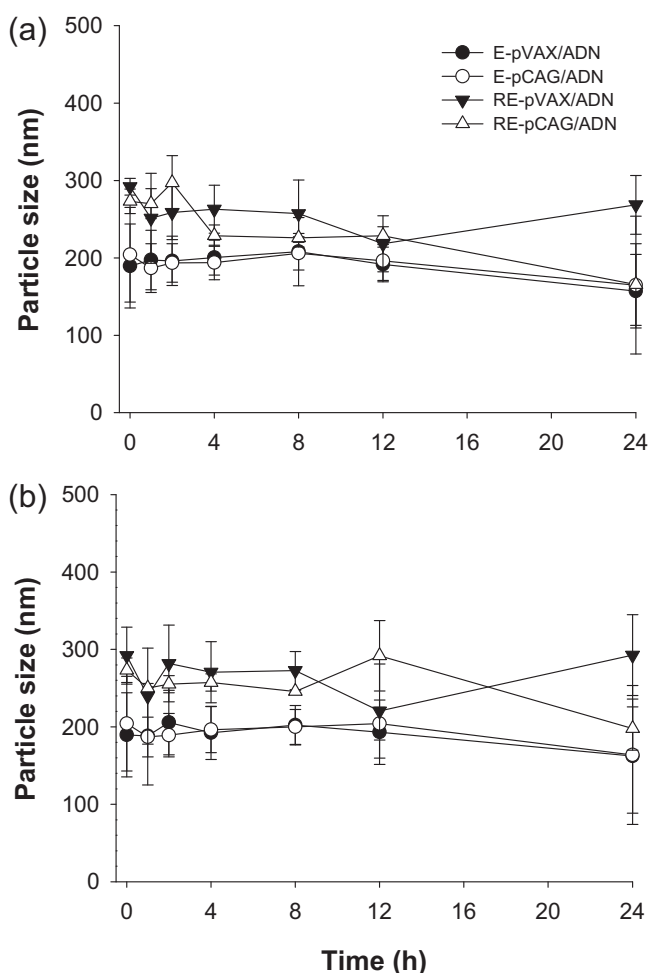 (a)
500
400
300
200
100
0
Particle size (nm)
E-pVAX/ADN
E-pCAG/ADN
RE-pVAX/ADN
RE-pCAG/ADN
0 4 8 12 16 20 24
(b)
500
400
300
200
100
0
Particle size (nm)
0 4 8 12 16 20 24
Time (h)